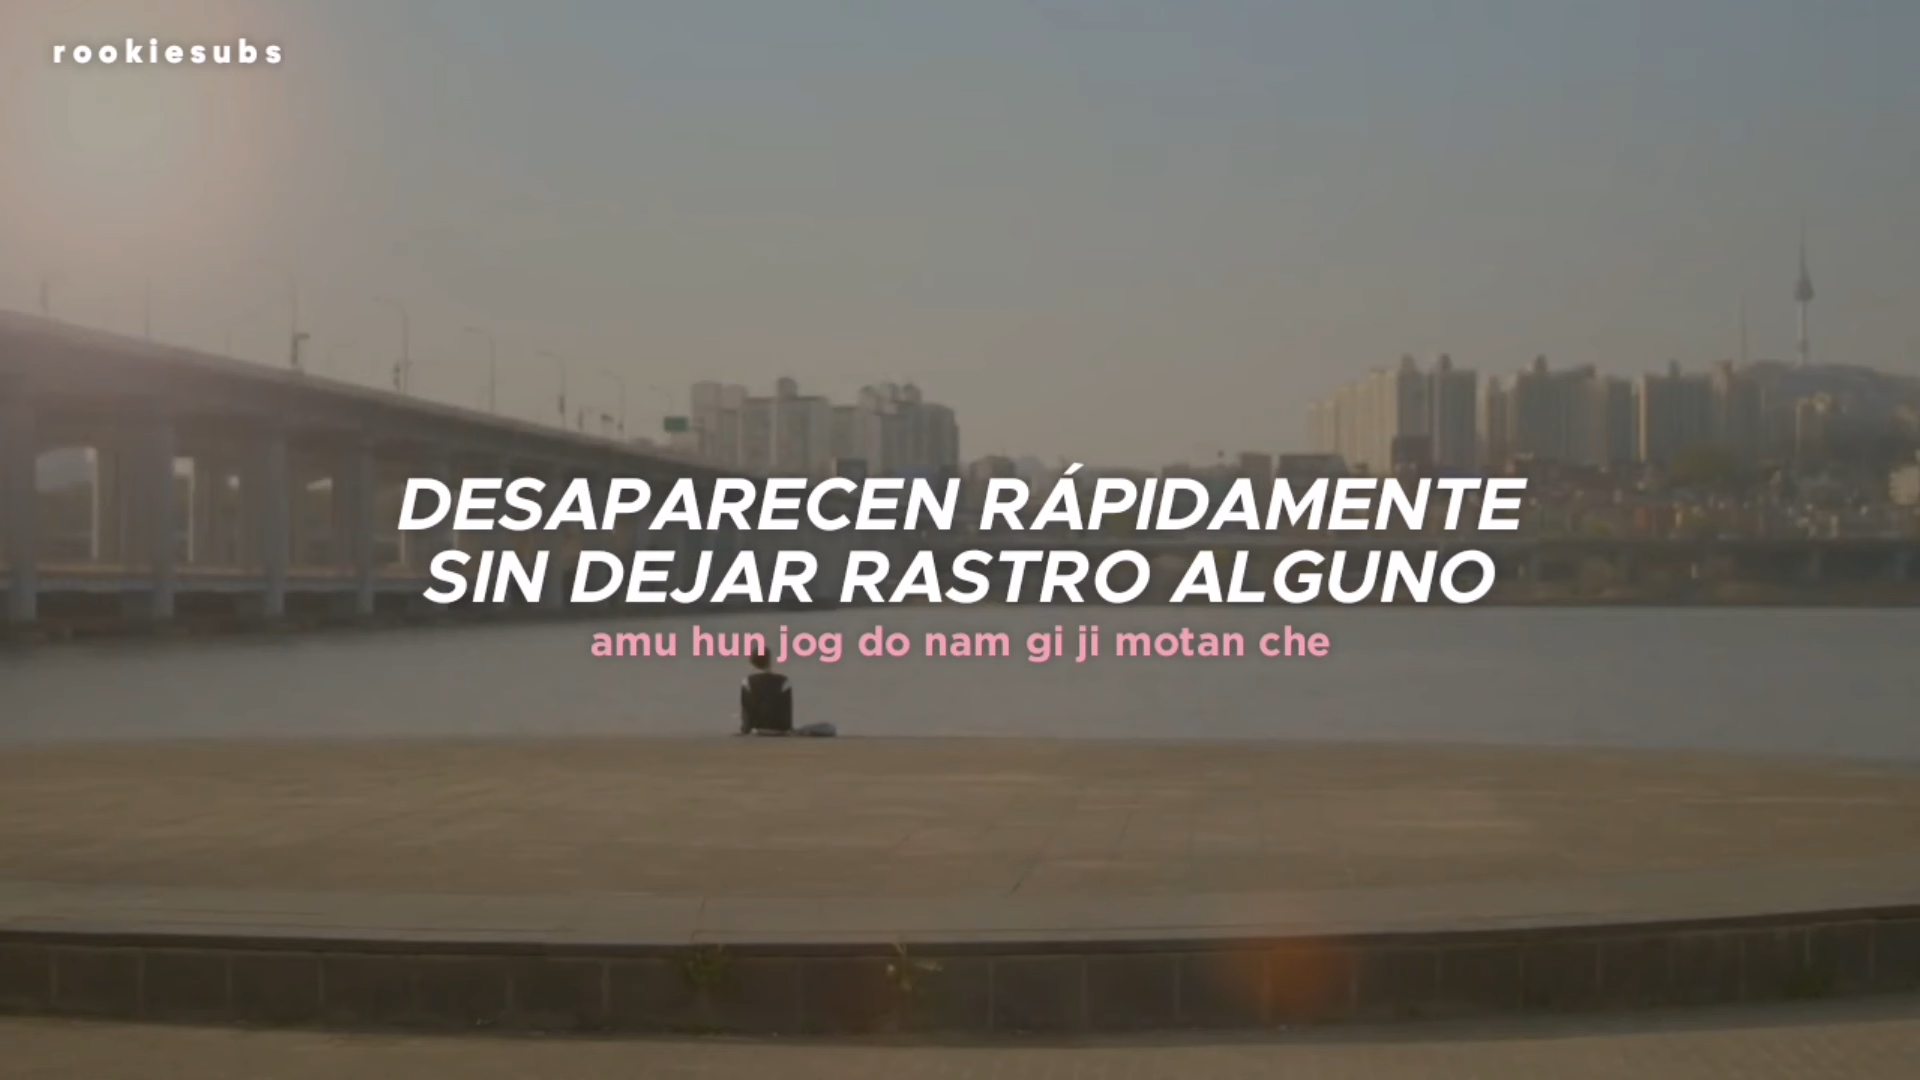 rookiesubs
DESAPARECEN RÁPIDAMENTE
SIN DEJAR RASTRO ALGUNO
amu hun jog do nam gi ji motan che